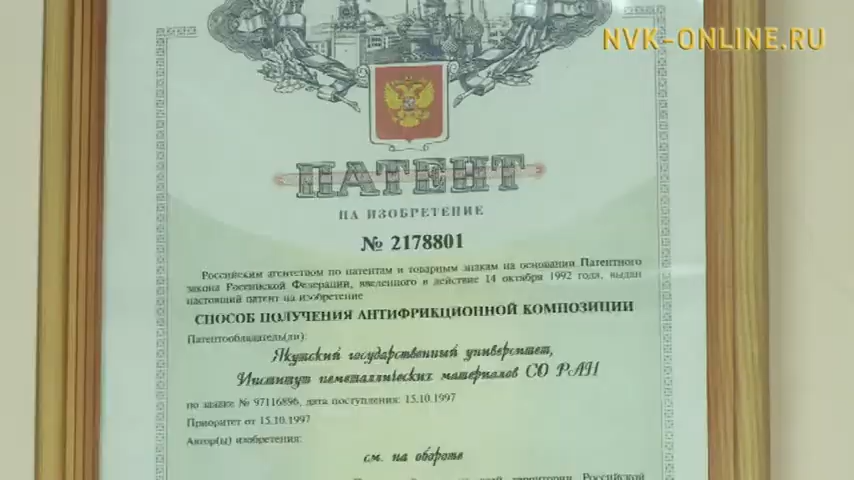 NVK-ONLINE.RU
ПАТЕНТ
НА ИЗОБРЕТЕНИЕ
№ 2178801
Российским агентством по патентам и товарным знакам на основании Патентного
закона Российской Федерации, введенного в действие 14 октября 1992 года, выдан
настоящий патент на изобретение
СПОСОБ ПОЛУЧЕНИЯ АНТИФРИКЦИОННОЙ КОМПОЗИЦИИ
Патентообладатель(ли):
Якутский государственный университет,
Институт неметаллических материалов СО РАН
по заявке № 97116896, дата поступления: 15.10.1997
Приоритет от 15.10.1997
Автор(ы) изобретения:
см. на обороте
территории Российской